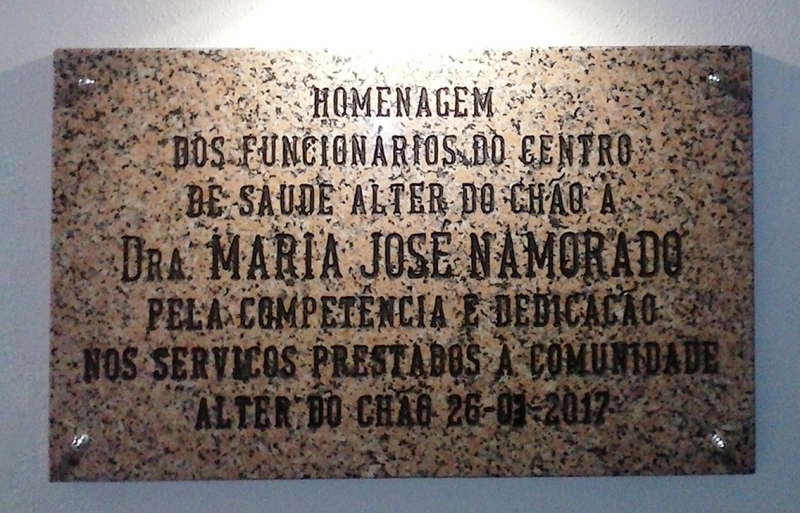 HOMENAGEM
DOS FUNCIONÁRIOS DO CENTRO
DE SAUDE ALTER DO CHÃO A
DRA. MARIA JOSÉ NAMORADO
PELA COMPETÊNCIA E DEDICAÇÃO
NOS SERVIÇOS PRESTADOS A COMUNIDADE
ALTER DO CHÃO 26-03-2017